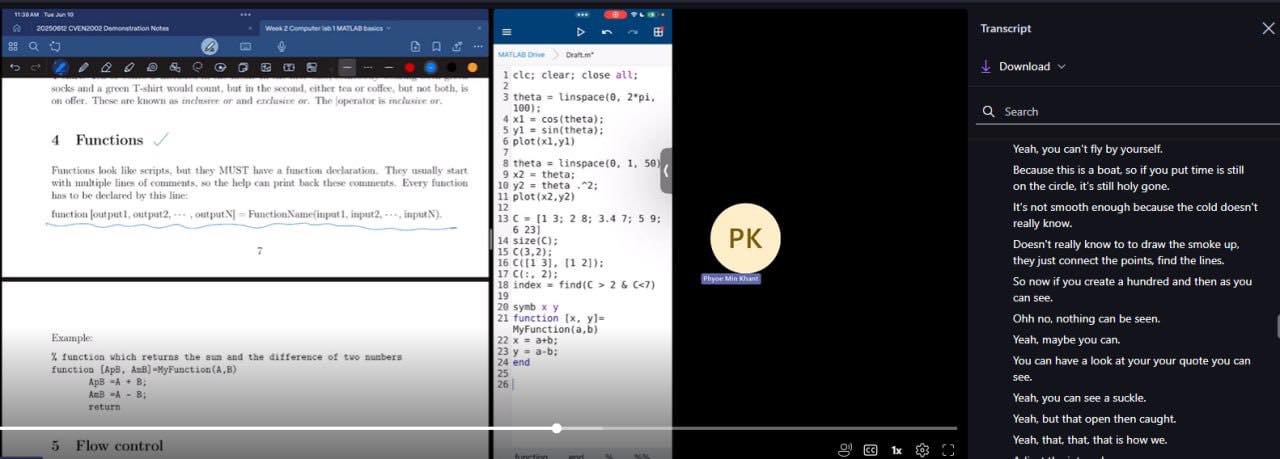 11:38 AM Tue Jun 10
20250612 CVEN2002 Demonstration Notes
Week 2 Computer lab 1 MATLAB basics
socks and a green T-shirt would count, but in the second, either tea or coffee, but not both, is
on offer. These are known as inclusive or and exclusive or. The |operator is inclusive or.
4 Functions
Functions look like scripts, but they MUST have a function declaration. They usually start
with multiple lines of comments, so the help can print back these comments. Every function
has to be declared by this line:
function [output1, output2, ··· , outputN] = FunctionName(input1, input2, ···, inputN).
7
Example:
% function which returns the sum and the difference of two numbers
function [ApB, AmB]=MyFunction(A,B)
ApB =A + B;
AmB =A - B;
return
5 Flow control
MATLAB Drive
Draft.m*
1 clc; clear; close all;
2
3 theta = linspace(0, 2*pi,
100);
4 x1 = cos(theta);
5 y1 = sin(theta);
6 plot(x1,y1)
7
8 theta = linspace(0, 1, 50)
9 x2 = theta;
10 y2 = theta .^2;
11 plot(x2,y2)
12
13 C = [1 3; 2 8; 3.4 7; 5 9;
6 23]
14 size(C);
15 C(3,2);
16 C([1 3], [1 2]);
17 C(:, 2);
18 index = find(C > 2 & C<7)
19
20 symb x y
21 function [x, y]=
MyFunction(a,b)
22 x = a+b;
23 y = a-b;
24 end
25
26
function end % %%
PK
Phyoe Min Khant
CC
1x
Transcript
Download
Search
Yeah, you can't fly by yourself.
Because this is a boat, so if you put time is still
on the circle, it's still holy gone.
It's not smooth enough because the cold doesn't
really know.
Doesn't really know to to draw the smoke up,
they just connect the points, find the lines.
So now if you create a hundred and then as you
can see.
Ohh no, nothing can be seen.
Yeah, maybe you can.
You can have a look at your your quote you can
see.
Yeah, you can see a suckle.
Yeah, but that open then caught.
Yeah, that, that, that is how we.